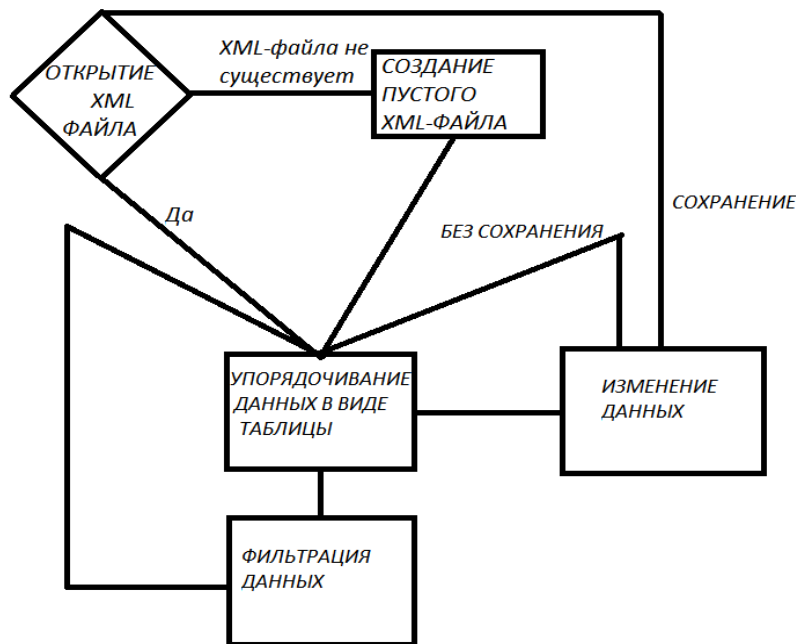 ОТКРЫТИЕ
XML
ФАЙЛА
XML-файла не
существует
СОЗДАНИЕ
ПУСТОГО
XML-ФАЙЛА
Да
БЕЗ СОХРАНЕНИЯ
СОХРАНЕНИЕ
УПОРЯДОЧИВАНИЕ
ДАННЫХ В ВИДЕ
ТАБЛИЦЫ
ИЗМЕНЕНИЕ
ДАННЫХ
ФИЛЬТРАЦИЯ
ДАННЫХ